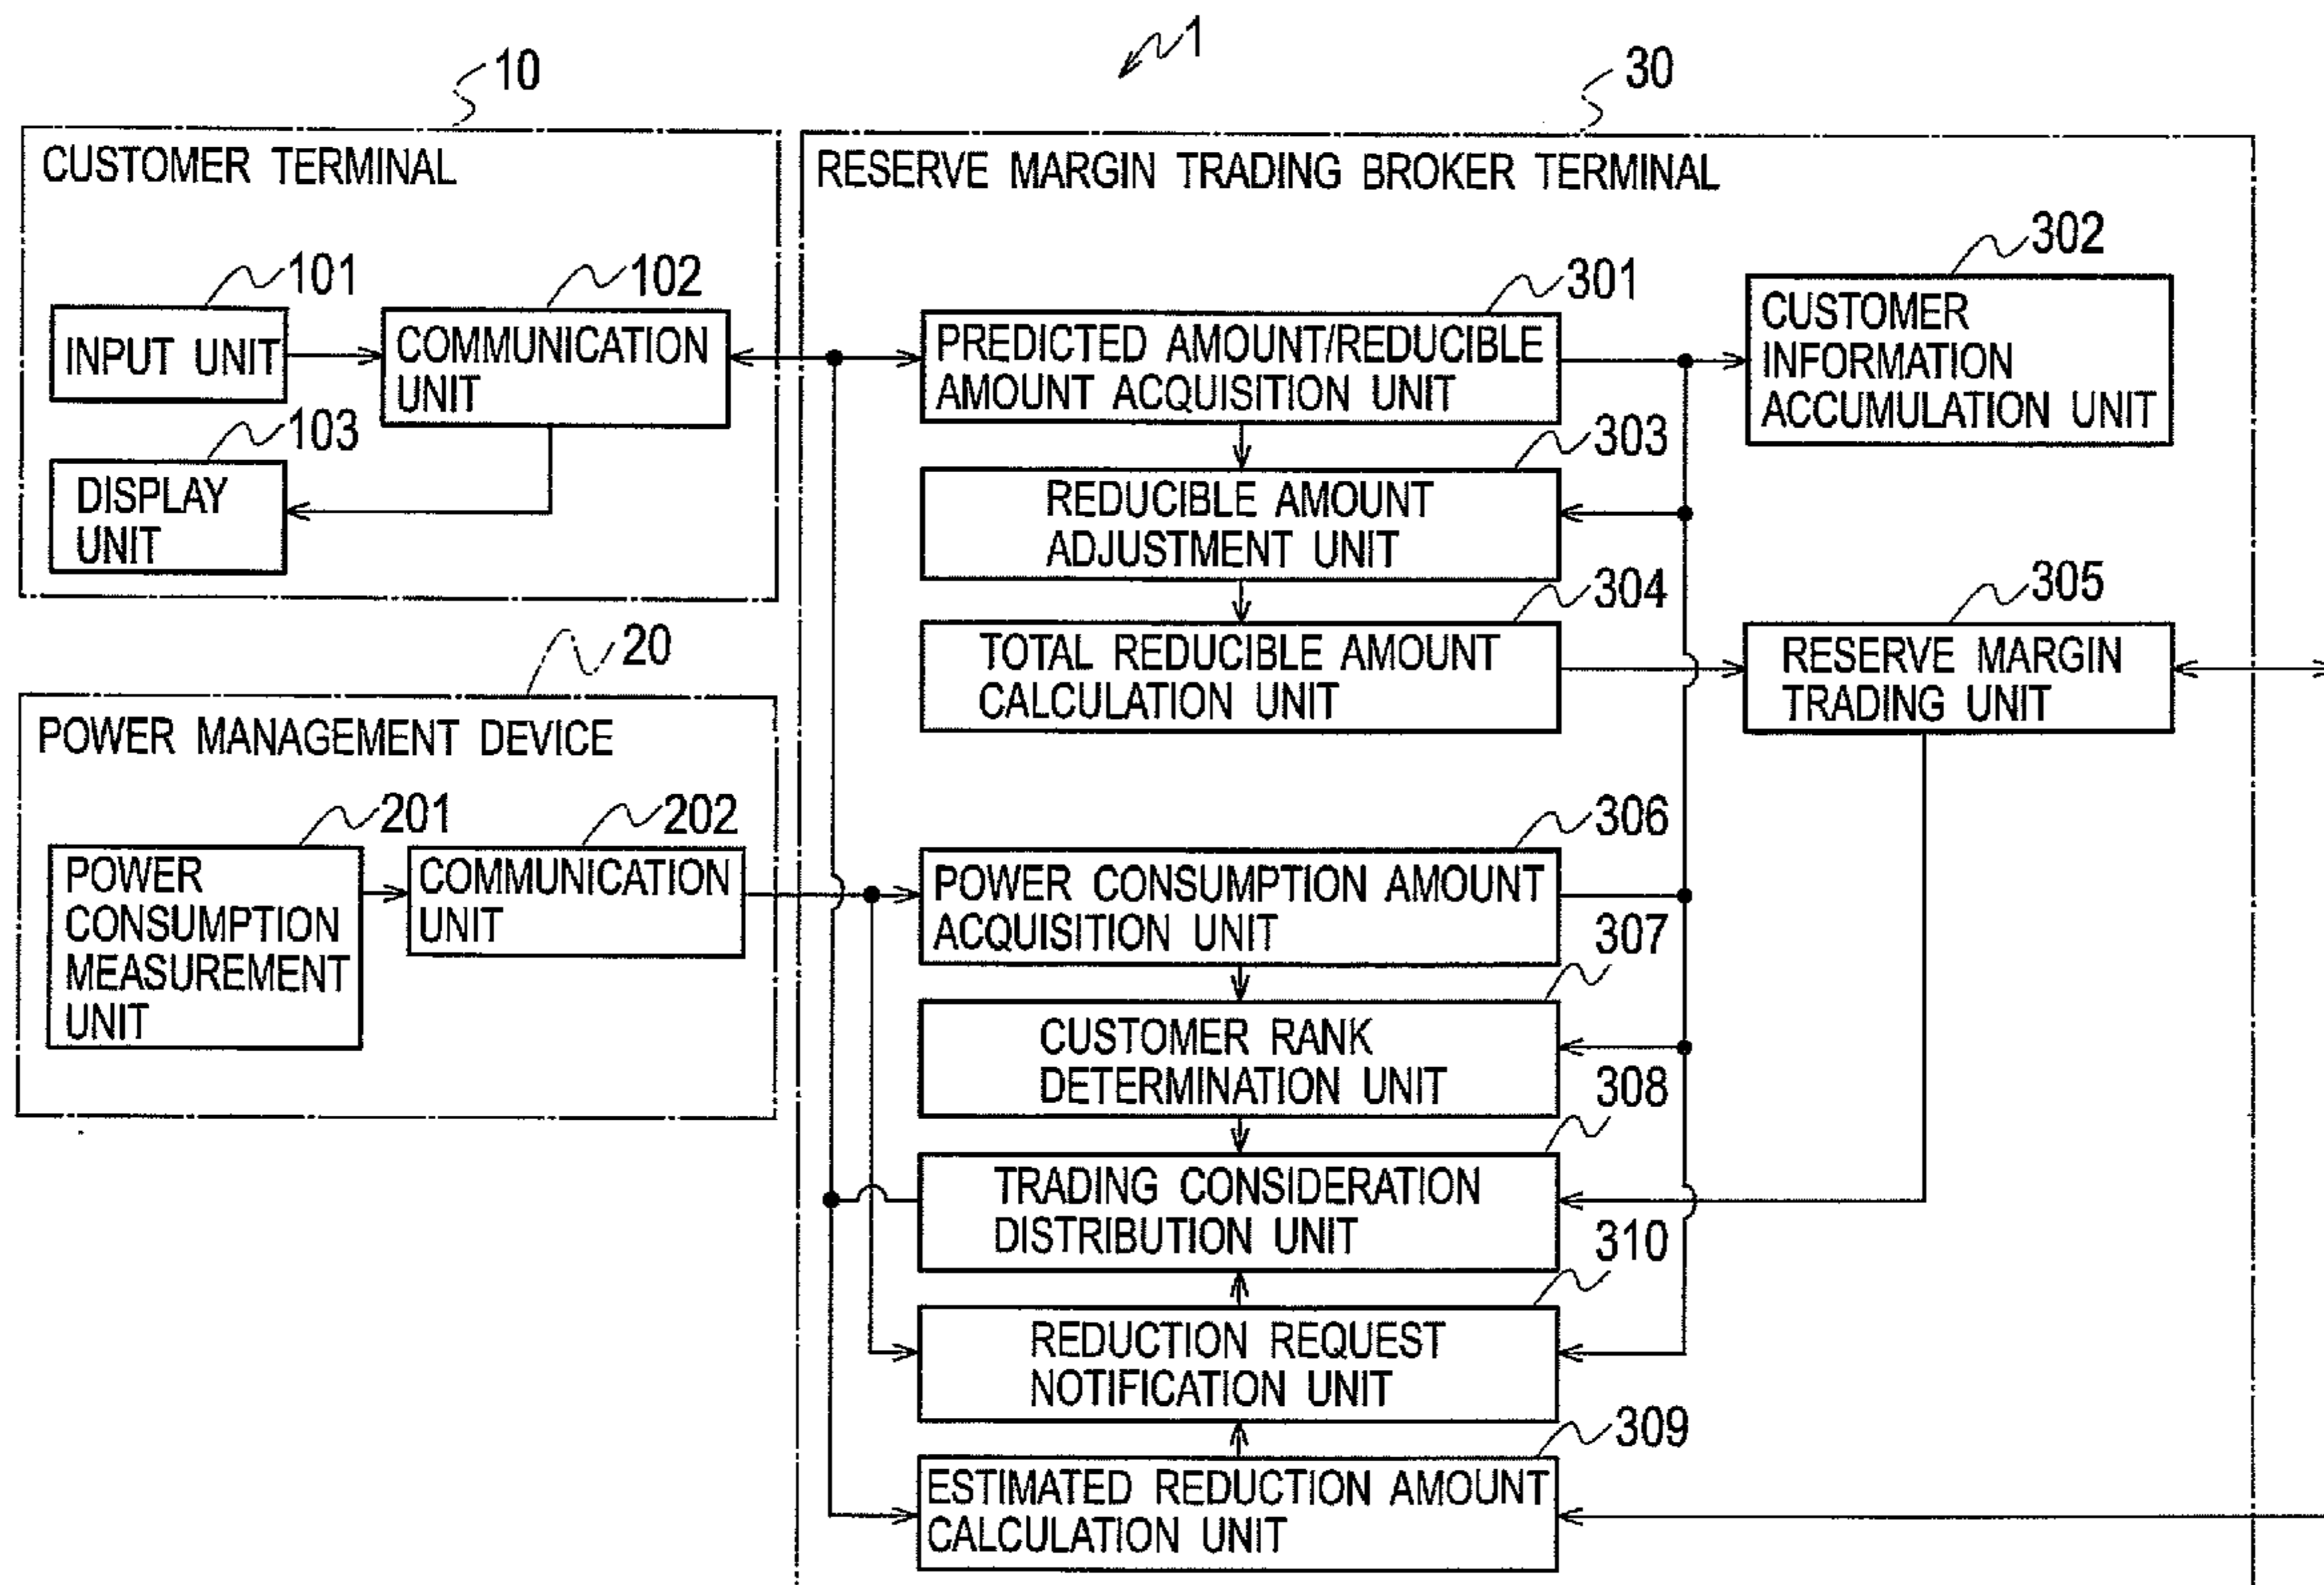 1
10
CUSTOMER TERMINAL
101
INPUT UNIT
102
COMMUNICATION
UNIT
103
DISPLAY
UNIT
20
POWER MANAGEMENT DEVICE
201
POWER
CONSUMPTION
MEASUREMENT
UNIT
202
COMMUNICATION
UNIT
30
RESERVE MARGIN TRADING BROKER TERMINAL
301
PREDICTED AMOUNT/REDUCIBLE
AMOUNT ACQUISITION UNIT
302
CUSTOMER
INFORMATION
ACCUMULATION UNIT
303
REDUCIBLE AMOUNT
ADJUSTMENT UNIT
304
TOTAL REDUCIBLE AMOUNT
CALCULATION UNIT
305
RESERVE MARGIN
TRADING UNIT
306
POWER CONSUMPTION AMOUNT
ACQUISITION UNIT
307
CUSTOMER RANK
DETERMINATION UNIT
308
TRADING CONSIDERATION
DISTRIBUTION UNIT
310
REDUCTION REQUEST
NOTIFICATION UNIT
309
ESTIMATED REDUCTION AMOUNT
CALCULATION UNIT